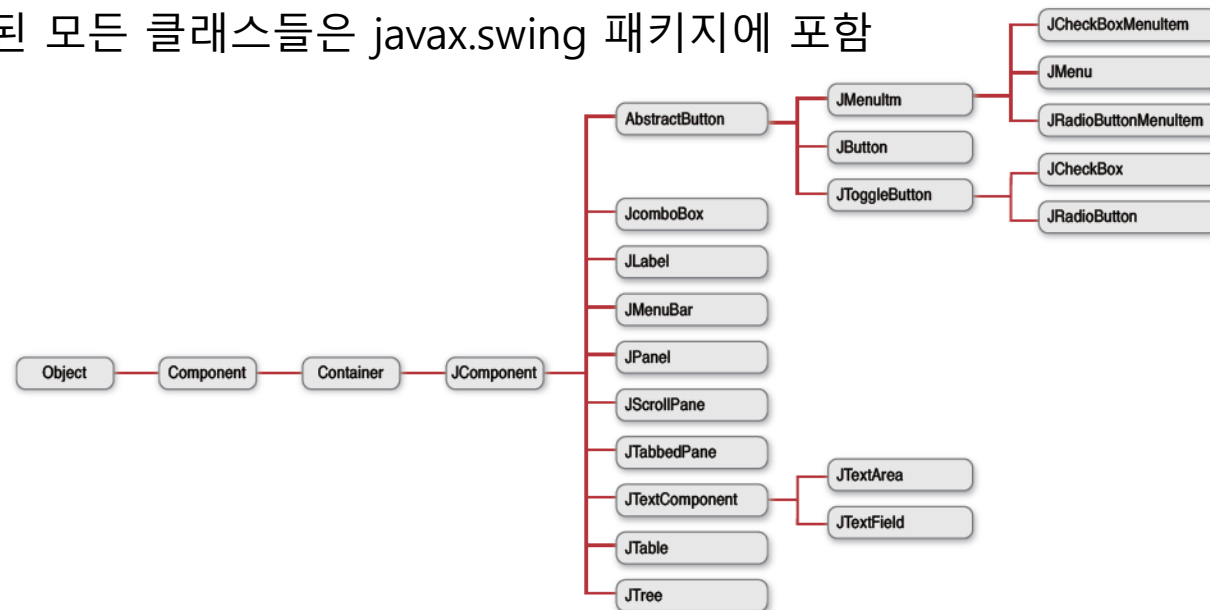 된 모든 클래스들은 javax.swing 패키지에 포함
JCheckBoxMenuItem
JMenu
JRadioButtonMenuItem
JMenuItm
AbstractButton
JButton
JCheckBox
JToggleButton
JRadioButton
JcomboBox
JLabel
JMenuBar
JPanel
Object
Component
Container
JComponent
JScrollPane
JTabbedPane
JTextArea
JTextComponent
JTextField
JTable
JTree